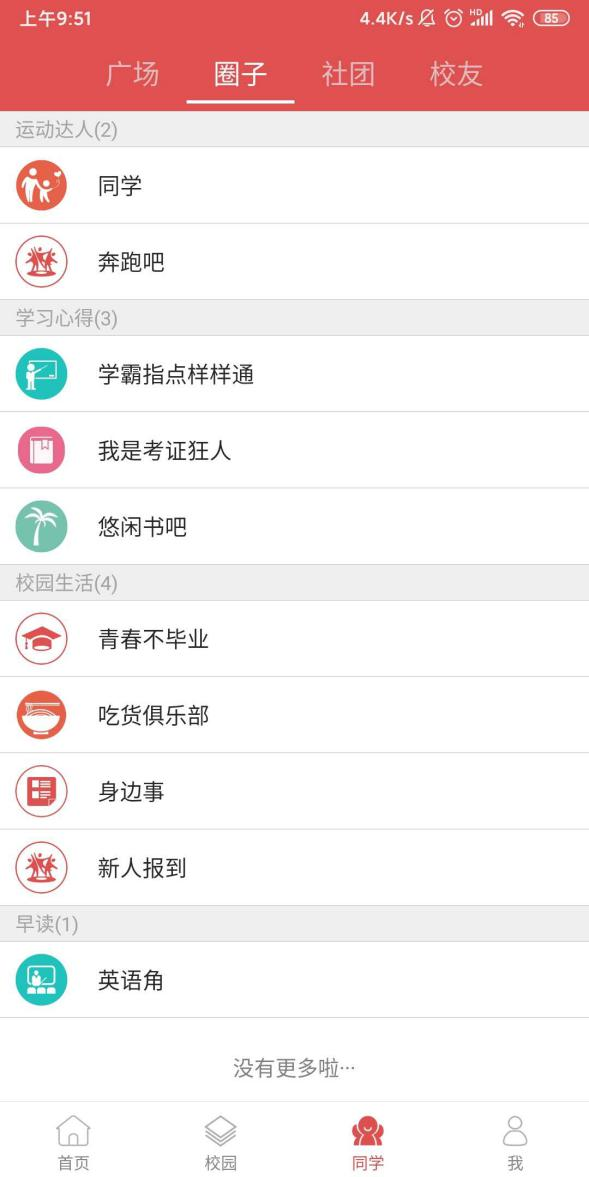 上午9:51 4.4K/s HD 85
广场 圈子 社团 校友
运动达人(2)
同学
奔跑吧
学习心得(3)
学霸指点样样通
我是考证狂人
悠闲书吧
校园生活(4)
青春不毕业
吃货俱乐部
身边事
新人报到
早读(1)
英语角
没有更多啦···
首页 校园 同学 我